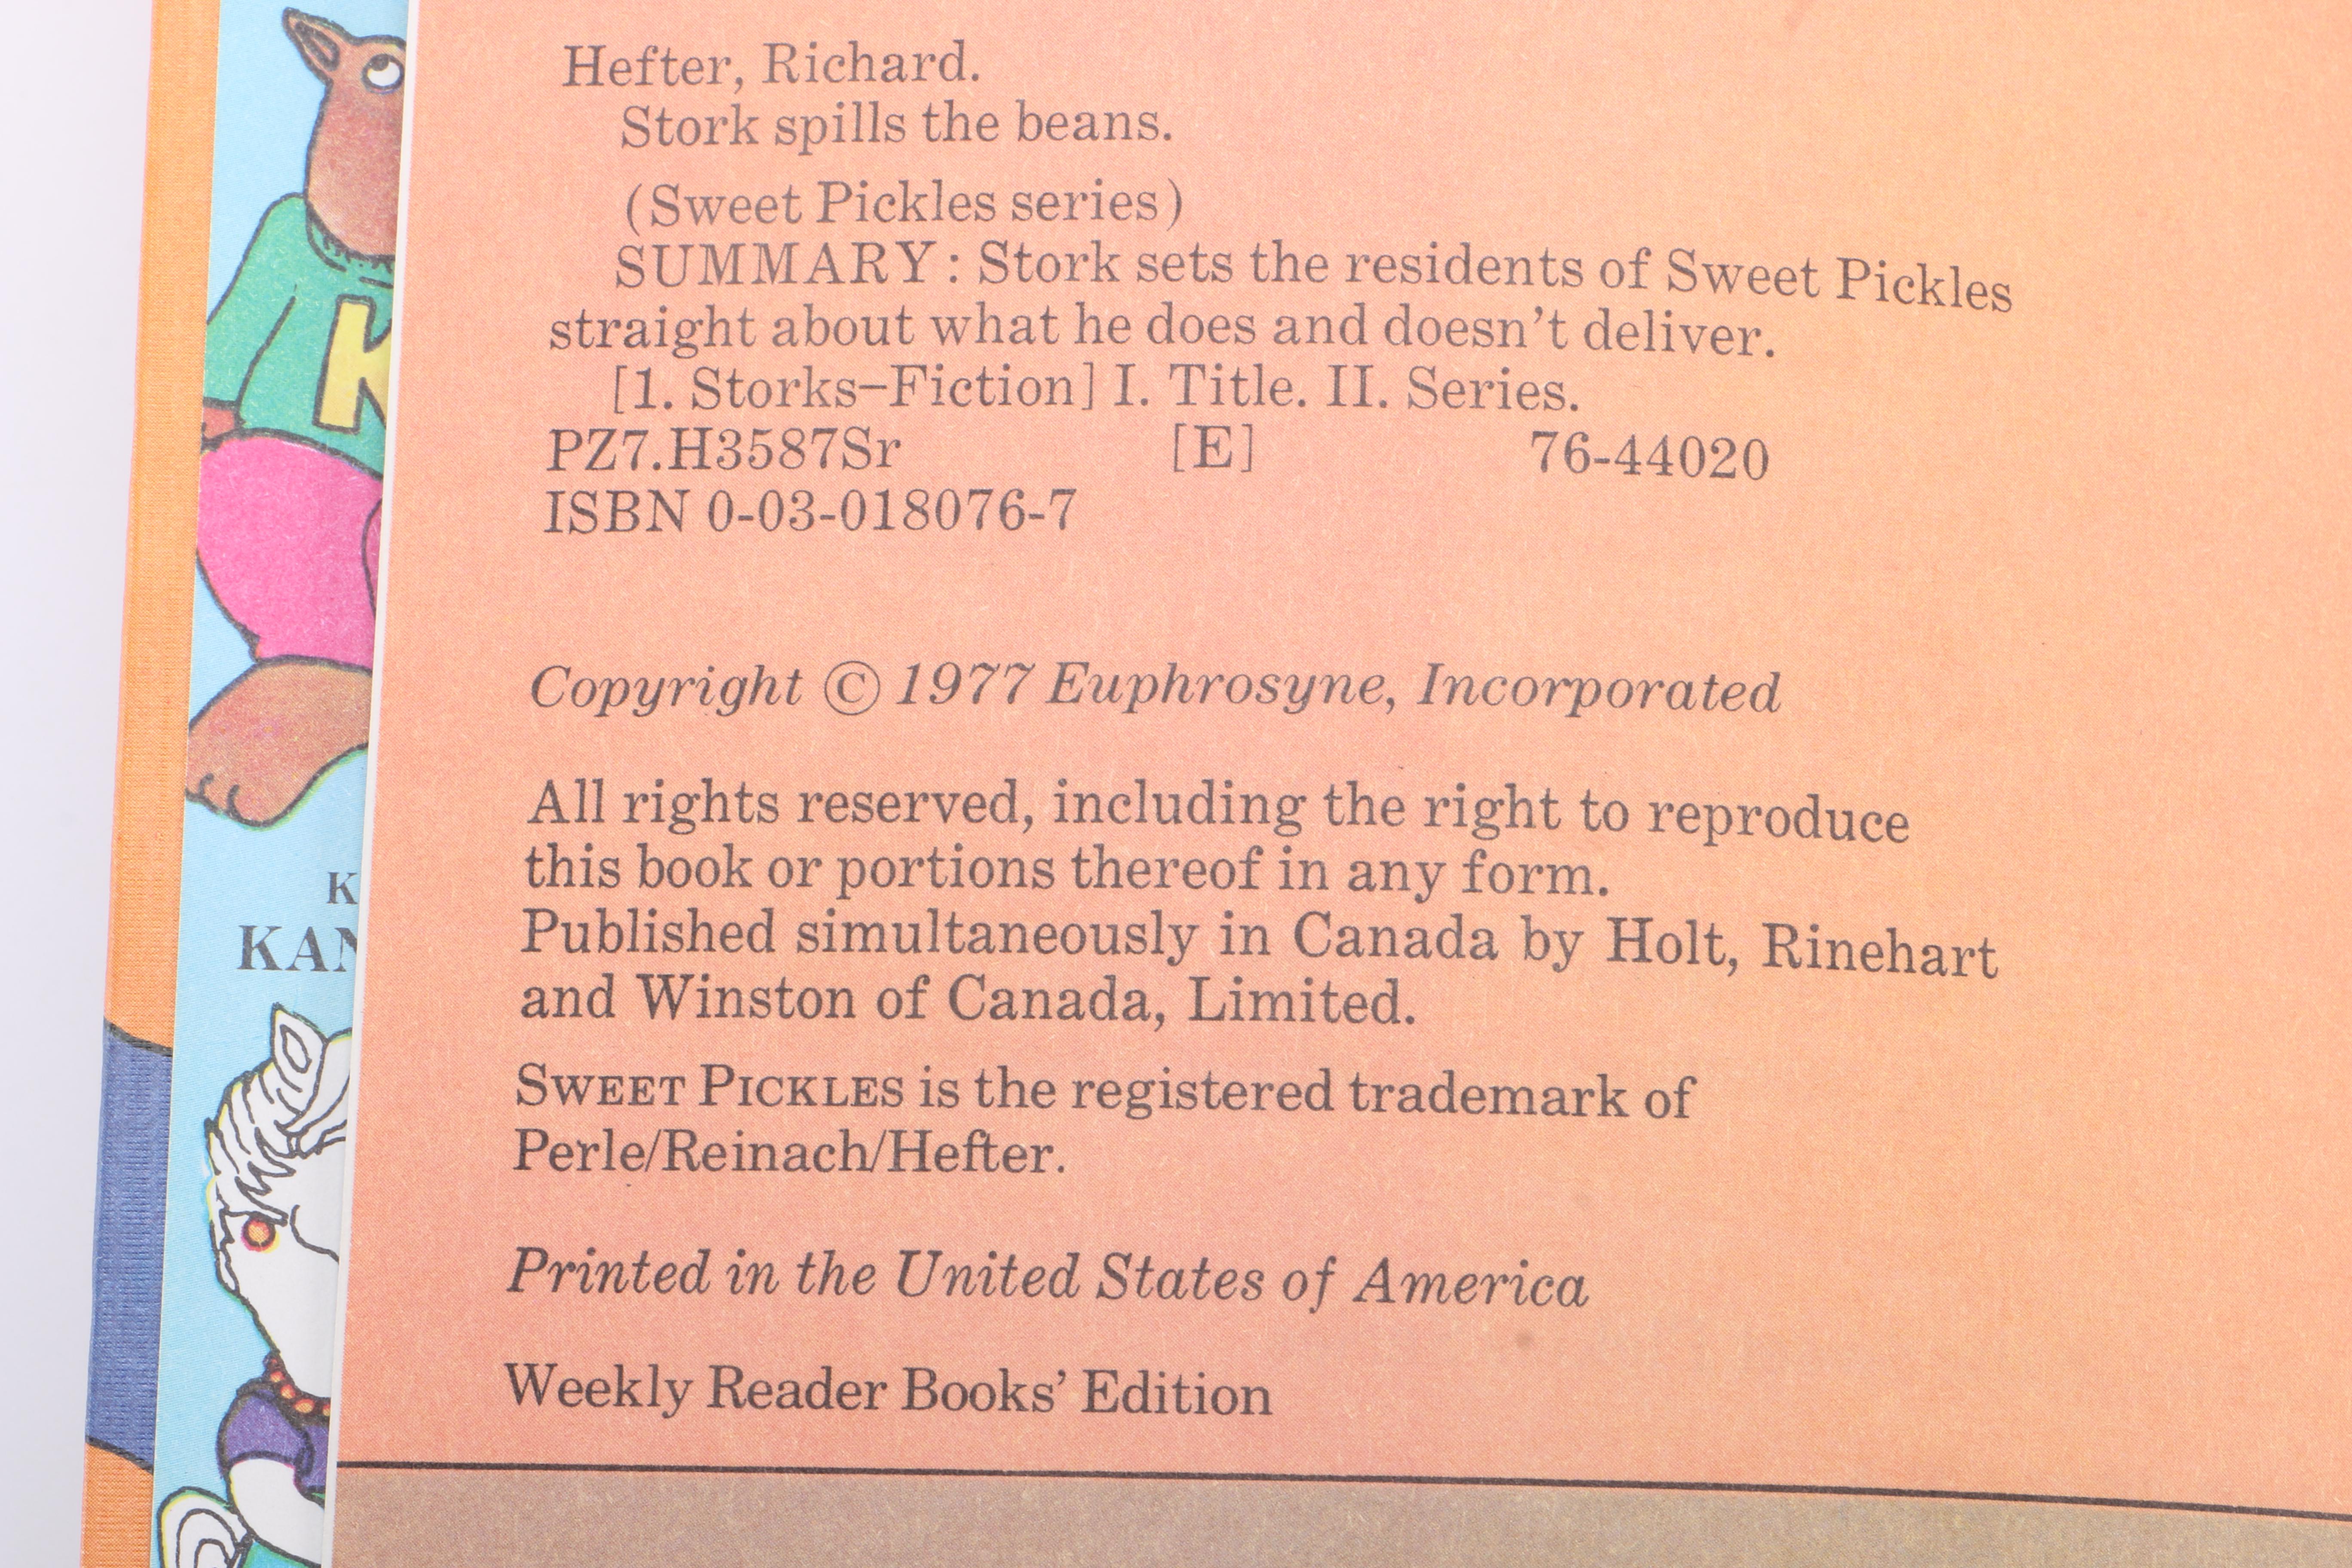 Hefter, Richard.
Stork spills the beans.
(Sweet Pickles series)
SUMMARY: Stork sets the residents of Sweet Pickles
straight about what he does and doesn't deliver.
[1. Storks–Fiction] I. Title. II. Series.
PZ7.H3587Sr [E] 76-44020
ISBN 0-03-018076-7
Copyright © 1977 Euphrosyne, Incorporated
All rights reserved, including the right to reproduce
this book or portions thereof in any form.
Published simultaneously in Canada by Holt, Rinehart
and Winston of Canada, Limited.
SWEET PICKLES is the registered trademark of
Perle/Reinach/Hefter.
Printed in the United States of America
Weekly Reader Books' Edition
K
K
KAN